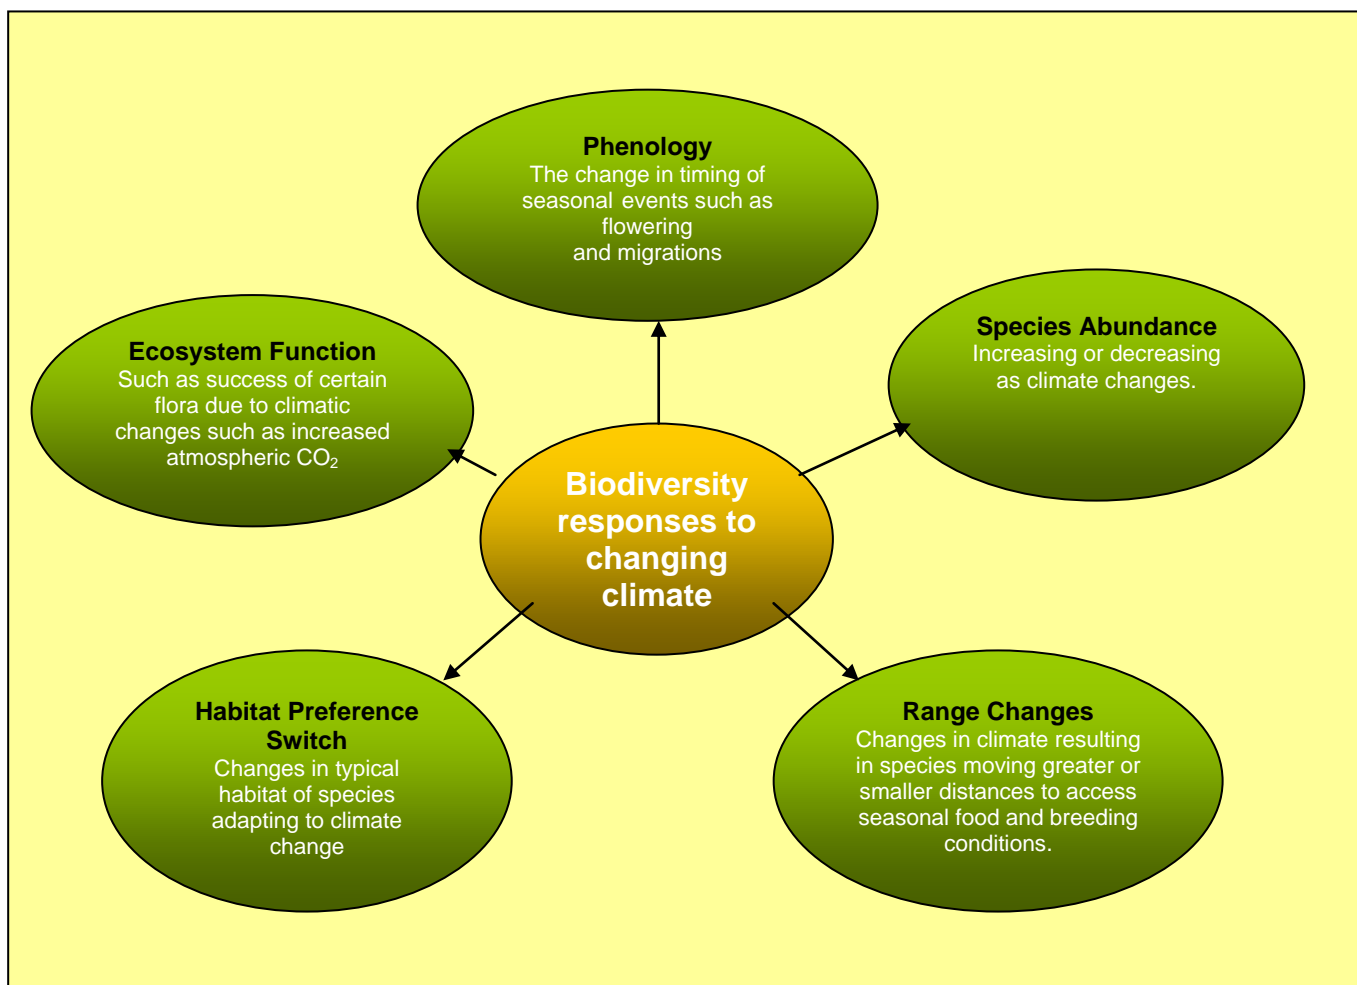 Phenology
The change in timing of
seasonal events such as
flowering
and migrations
Species Abundance
Increasing or decreasing
as climate changes.
Ecosystem Function
Such as success of certain
flora due to climatic
changes such as increased
atmospheric CO₂
Biodiversity
responses to
changing
climate
Habitat Preference
Switch
Changes in typical
habitat of species
adapting to climate
change
Range Changes
Changes in climate resulting
in species moving greater or
smaller distances to access
seasonal food and breeding
conditions.